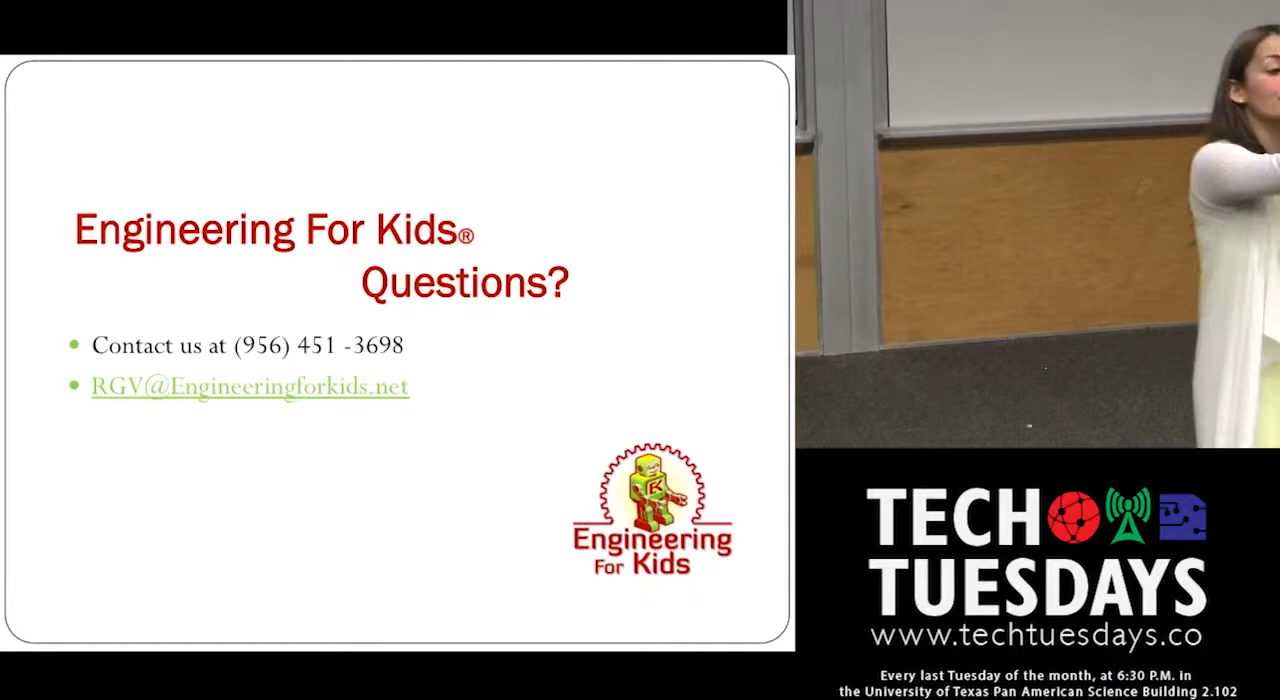 Engineering For Kids®
Questions?
• Contact us at (956) 451 -3698
• RGV@Engineeringforkids.net
Engineering
For Kids
TECH
TUESDAYS
www.techtuesdays.co
Every last Tuesday of the month, at 6:30 P.M. in
the University of Texas Pan American Science Building 2.102